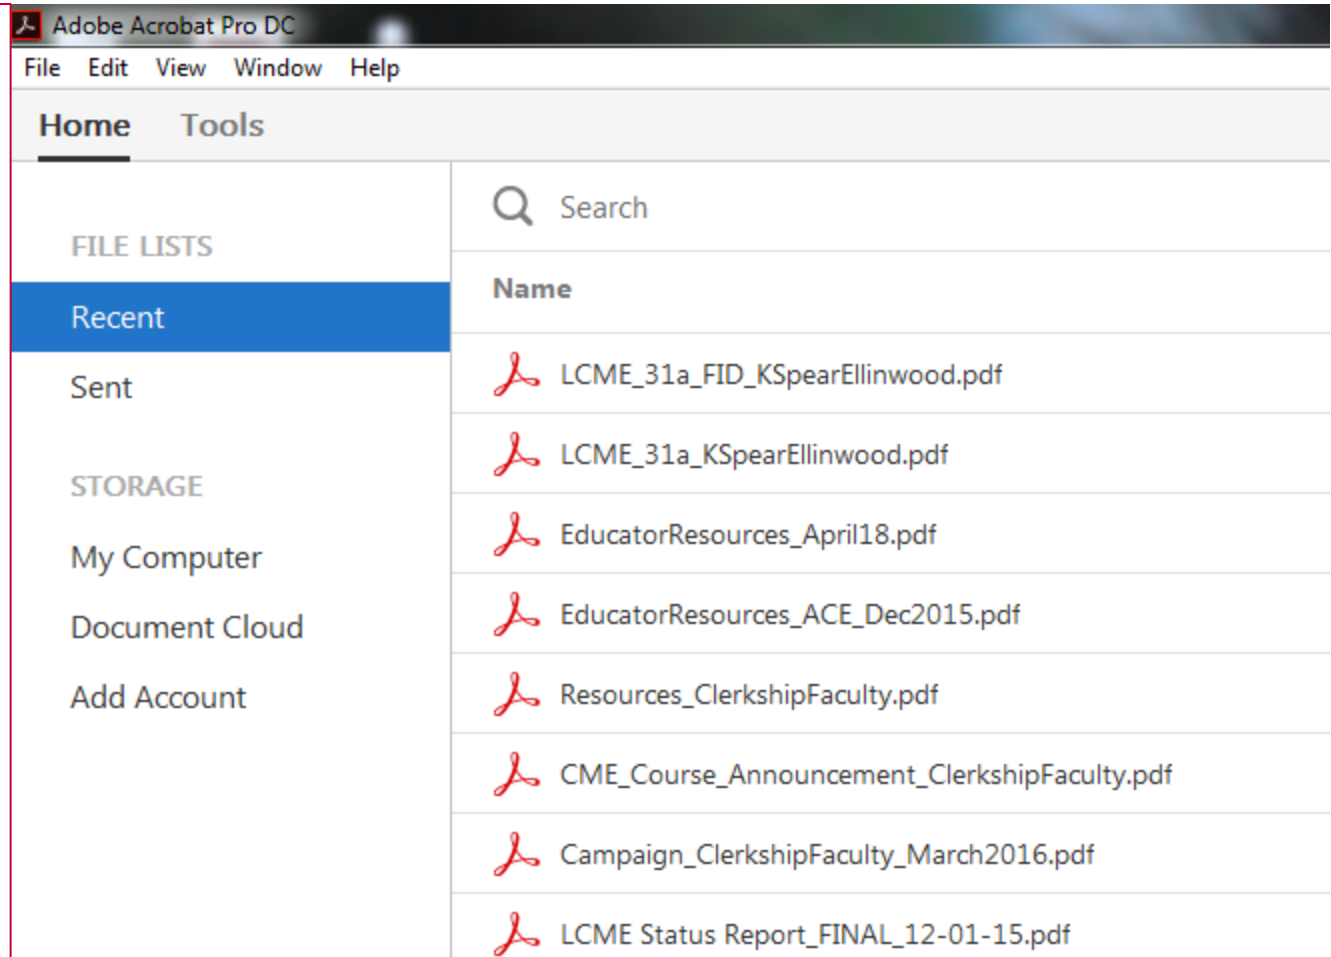 Adobe Acrobat Pro DC
File Edit View Window Help
Home Tools
FILE LISTS
Recent
Sent
STORAGE
My Computer
Document Cloud
Add Account
Search
Name
LCME_31a_FID_KSpearEllinwood.pdf
LCME_31a_KSpearEllinwood.pdf
EducatorResources_April18.pdf
EducatorResources_ACE_Dec2015.pdf
Resources_ClerkshipFaculty.pdf
CME_Course_Announcement_ClerkshipFaculty.pdf
Campaign_ClerkshipFaculty_March2016.pdf
LCME Status Report_FINAL_12-01-15.pdf